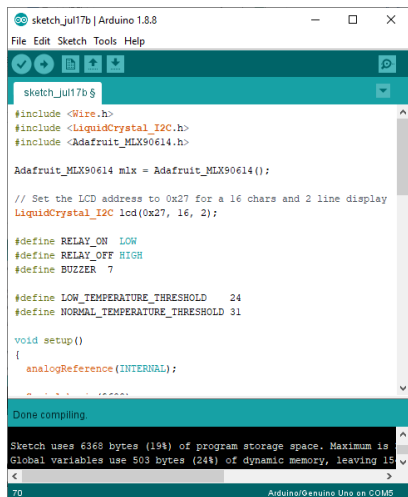 sketch_jul17b | Arduino 1.8.8
File Edit Sketch Tools Help
sketch_jul17b §
#include <Wire.h>
#include <LiquidCrystal_I2C.h>
#include <Adafruit_MLX90614.h>
Adafruit_MLX90614 mlx = Adafruit_MLX90614();
// Set the LCD address to 0x27 for a 16 chars and 2 line display
LiquidCrystal_I2C lcd(0x27, 16, 2);
#define RELAY_ON LOW
#define RELAY_OFF HIGH
#define BUZZER 7
#define LOW_TEMPERATURE_THRESHOLD 24
#define NORMAL_TEMPERATURE_THRESHOLD 31
void setup()
{
analogReference(INTERNAL);
Done compiling.
Sketch uses 6368 bytes (19%) of program storage space. Maximum is
Global variables use 503 bytes (24%) of dynamic memory, leaving 15
70
Arduino/Genuino Uno on COM5